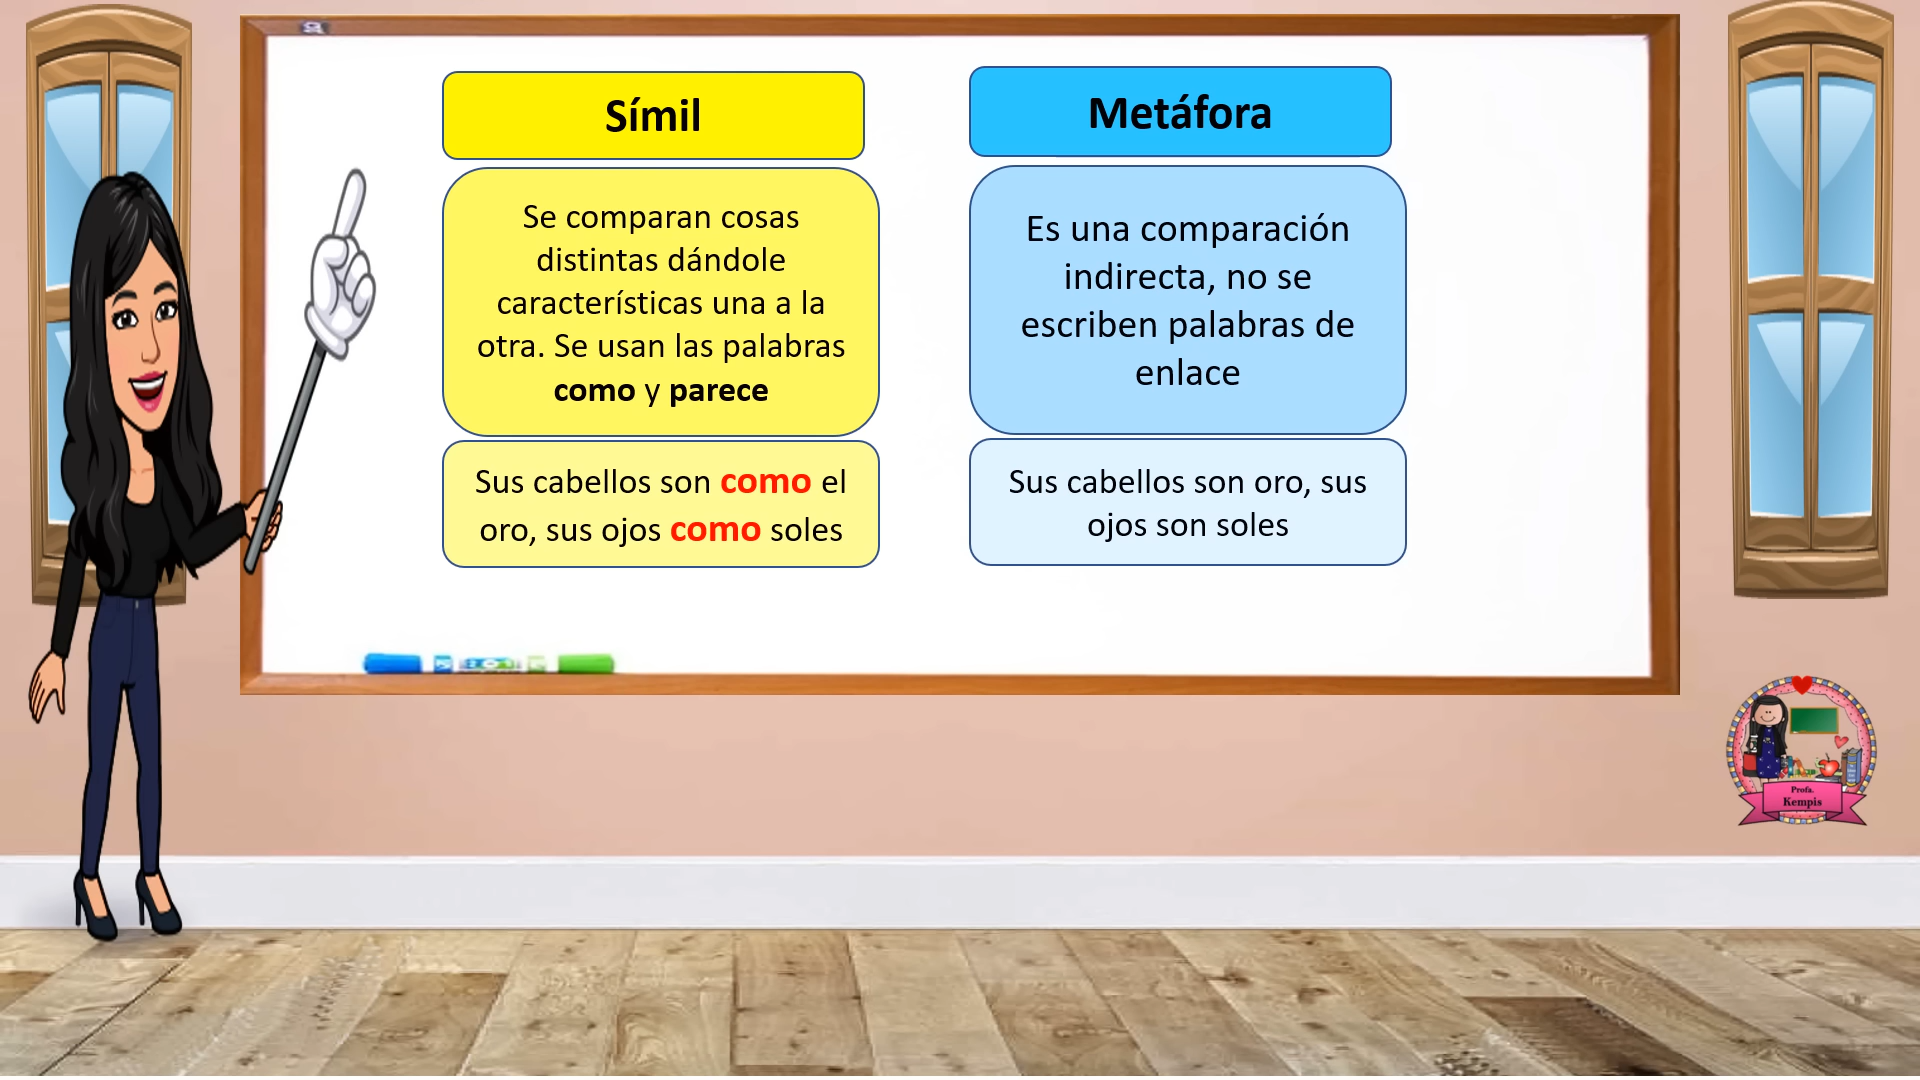 Símil
Se comparan cosas
distintas dándole
características una a la
otra. Se usan las palabras
como y parece
Sus cabellos son como el
oro, sus ojos como soles
Metáfora
Es una comparación
indirecta, no se
escriben palabras de
enlace
Sus cabellos son oro, sus
ojos son soles
Profa.
Kempis